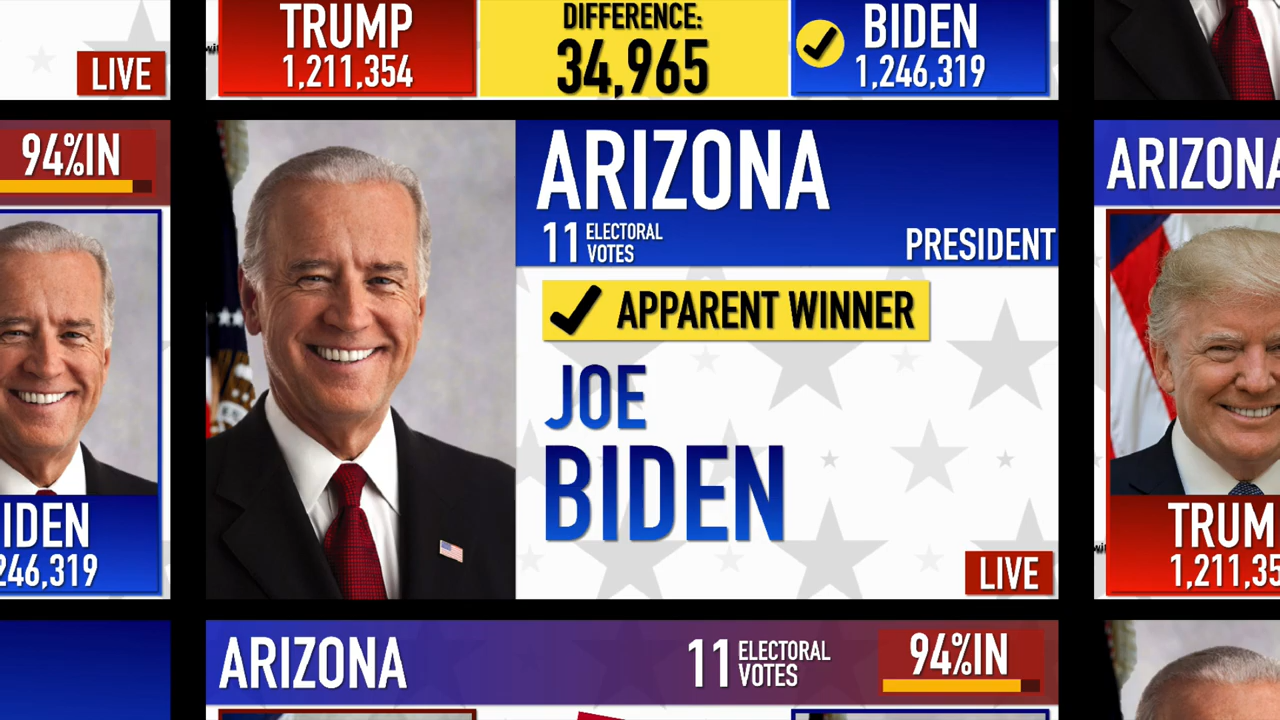 LIVE
TRUMP
1,211,354
DIFFERENCE:
34,965
BIDEN
1,246,319
94%IN
IDEN
246,319
ARIZONA
11 ELECTORAL
VOTES
PRESIDENT
APPARENT WINNER
JOE
BIDEN
LIVE
ARIZONA
TRUM
1,211,35
ARIZONA
11 ELECTORAL
VOTES
94%IN